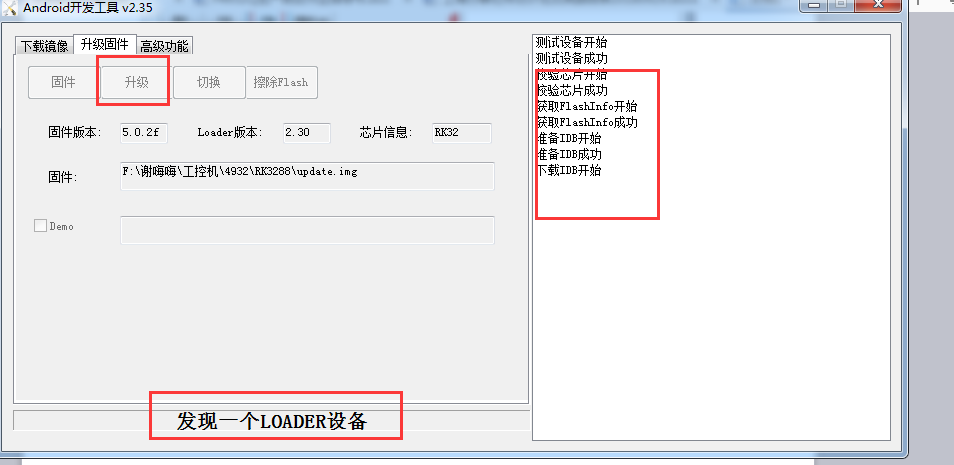 Android开发工具 v2.35
下载镜像 升级固件 高级功能
固件 升级 切换 擦除Flash
固件版本: 5.0.2f Loader版本: 2.30 芯片信息: RK32
固件: F:\谢嗨嗨\工控机\4932\RK3288\update.img
Demo
发现一个LOADER设备
测试设备开始
测试设备成功
校验芯片开始
校验芯片成功
获取FlashInfo开始
获取FlashInfo成功
准备IDB开始
准备IDB成功
下载IDB开始